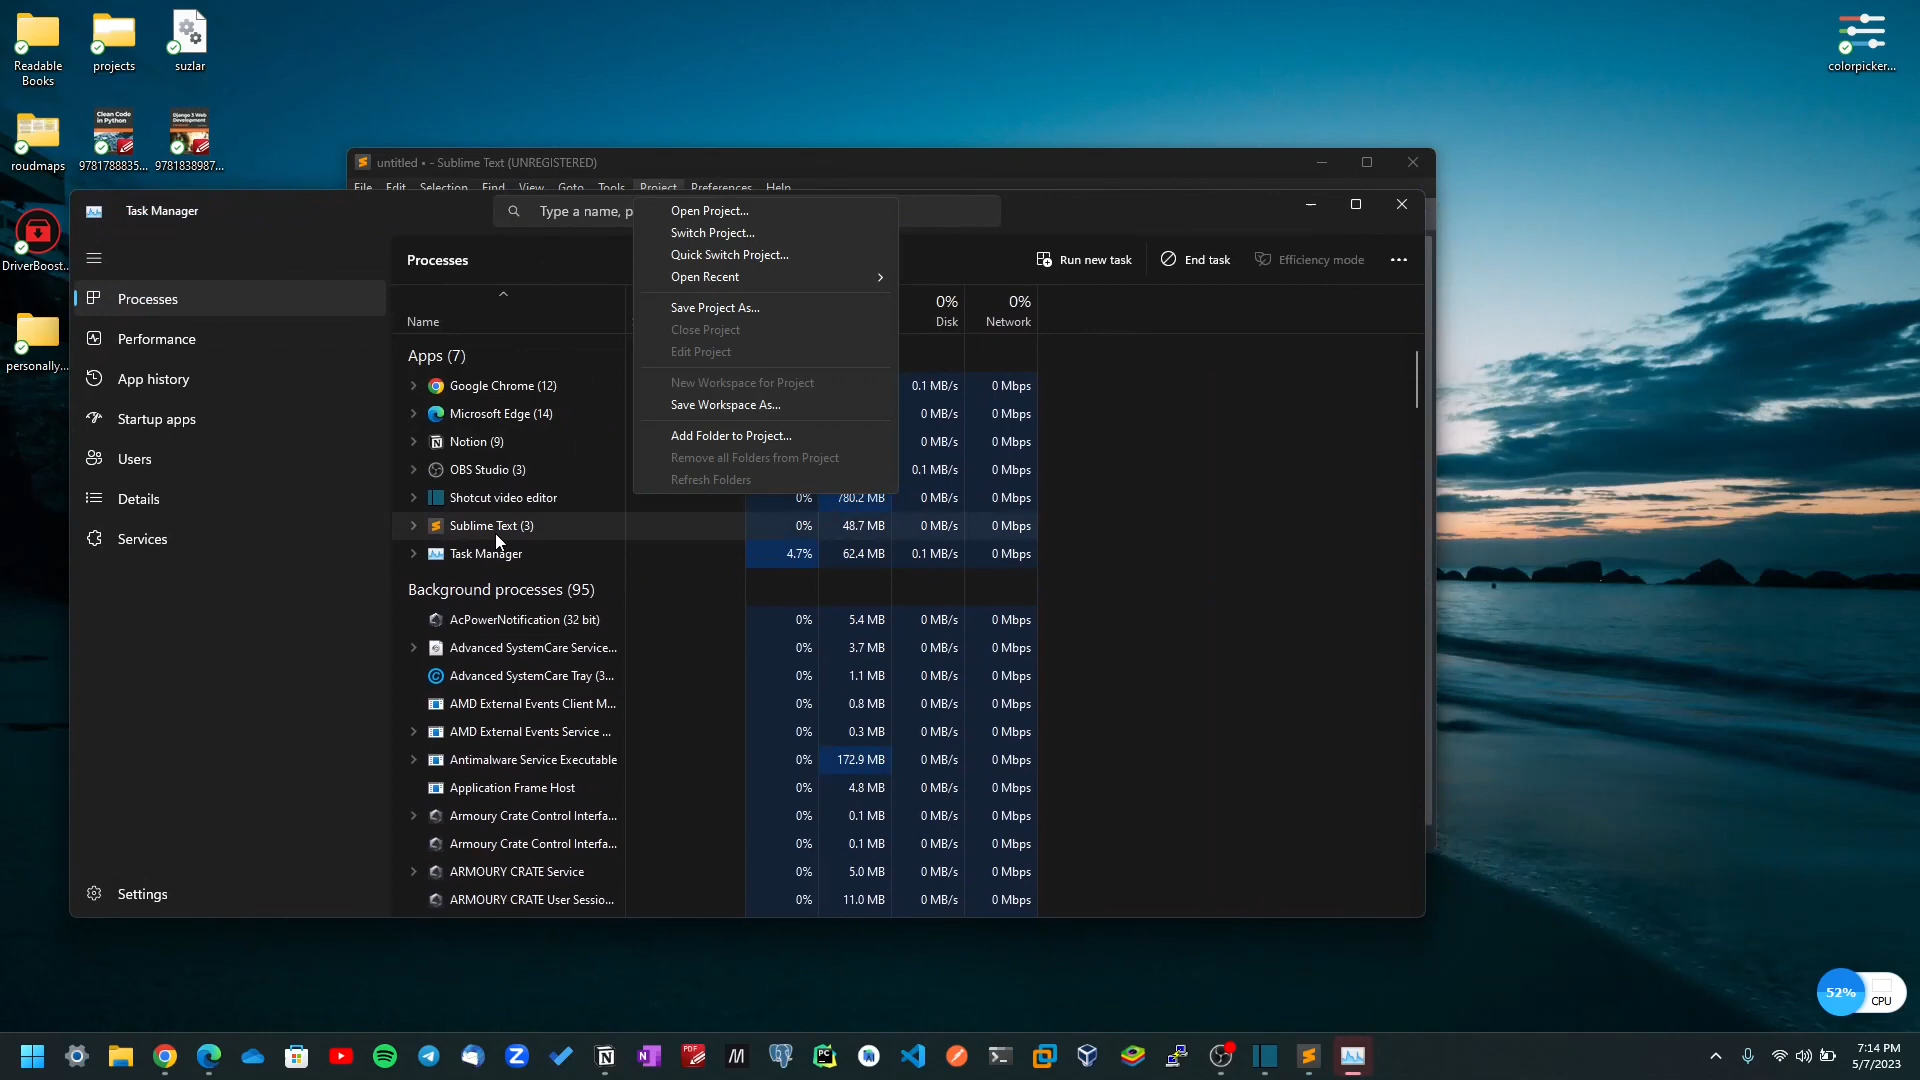 Readable
Books
projects
suzlar
colorpicker...
roudmaps
Clean Code
in Python
9781788835...
Django 3 Web
Development
9781838987...
DriverBoost...
personally...
untitled • - Sublime Text (UNREGISTERED)
File Edit Selection Find View Goto Tools Project Preferences Help
Task Manager
Type a name, p
Open Project...
Switch Project...
Quick Switch Project...
Open Recent
Save Project As...
Close Project
Edit Project
New Workspace for Project
Save Workspace As...
Add Folder to Project...
Remove all Folders from Project
Refresh Folders
Processes
Run new task
End task
Efficiency mode
Processes
Performance
App history
Startup apps
Users
Details
Services
Settings
0% 0%
Name Disk Network
Apps (7)
Google Chrome (12) 0.1 MB/s 0 Mbps
Microsoft Edge (14) 0 MB/s 0 Mbps
Notion (9) 0 MB/s 0 Mbps
OBS Studio (3) 0.1 MB/s 0 Mbps
Shotcut video editor 0% 780.2 MB 0 MB/s 0 Mbps
Sublime Text (3) 0% 48.7 MB 0 MB/s 0 Mbps
Task Manager 4.7% 62.4 MB 0.1 MB/s 0 Mbps
Background processes (95)
AcPowerNotification (32 bit) 0% 5.4 MB 0 MB/s 0 Mbps
Advanced SystemCare Service... 0% 3.7 MB 0 MB/s 0 Mbps
Advanced SystemCare Tray (3... 0% 1.1 MB 0 MB/s 0 Mbps
AMD External Events Client M... 0% 0.8 MB 0 MB/s 0 Mbps
AMD External Events Service ... 0% 0.3 MB 0 MB/s 0 Mbps
Antimalware Service Executable 0% 172.9 MB 0 MB/s 0 Mbps
Application Frame Host 0% 4.8 MB 0 MB/s 0 Mbps
Armoury Crate Control Interfa... 0% 0.1 MB 0 MB/s 0 Mbps
Armoury Crate Control Interfa... 0% 0.1 MB 0 MB/s 0 Mbps
ARMOURY CRATE Service 0% 5.0 MB 0 MB/s 0 Mbps
ARMOURY CRATE User Sessio... 0% 11.0 MB 0 MB/s 0 Mbps
52%
CPU
7:14 PM
5/7/2023